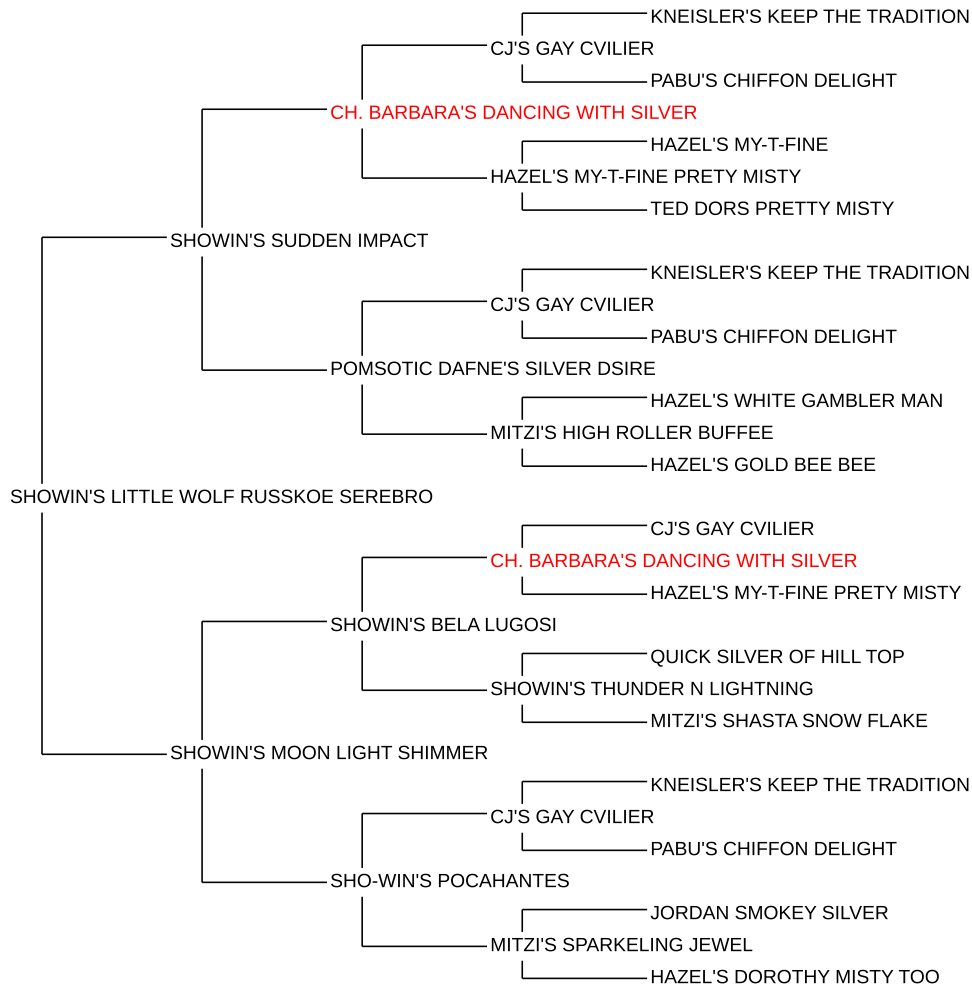 KNEISLER'S KEEP THE TRADITION
CJ'S GAY CVILIER
PABU'S CHIFFON DELIGHT
CH. BARBARA'S DANCING WITH SILVER
HAZEL'S MY-T-FINE
HAZEL'S MY-T-FINE PRETY MISTY
TED DORS PRETTY MISTY
SHOWIN'S SUDDEN IMPACT
KNEISLER'S KEEP THE TRADITION
CJ'S GAY CVILIER
PABU'S CHIFFON DELIGHT
POMSOTIC DAFNE'S SILVER DSIRE
HAZEL'S WHITE GAMBLER MAN
MITZI'S HIGH ROLLER BUFFEE
HAZEL'S GOLD BEE BEE
SHOWIN'S LITTLE WOLF RUSSKOE SEREBRO
CJ'S GAY CVILIER
CH. BARBARA'S DANCING WITH SILVER
HAZEL'S MY-T-FINE PRETY MISTY
SHOWIN'S BELA LUGOSI
QUICK SILVER OF HILL TOP
SHOWIN'S THUNDER N LIGHTNING
MITZI'S SHASTA SNOW FLAKE
SHOWIN'S MOON LIGHT SHIMMER
KNEISLER'S KEEP THE TRADITION
CJ'S GAY CVILIER
PABU'S CHIFFON DELIGHT
SHO-WIN'S POCAHANTES
JORDAN SMOKEY SILVER
MITZI'S SPARKELING JEWEL
HAZEL'S DOROTHY MISTY TOO